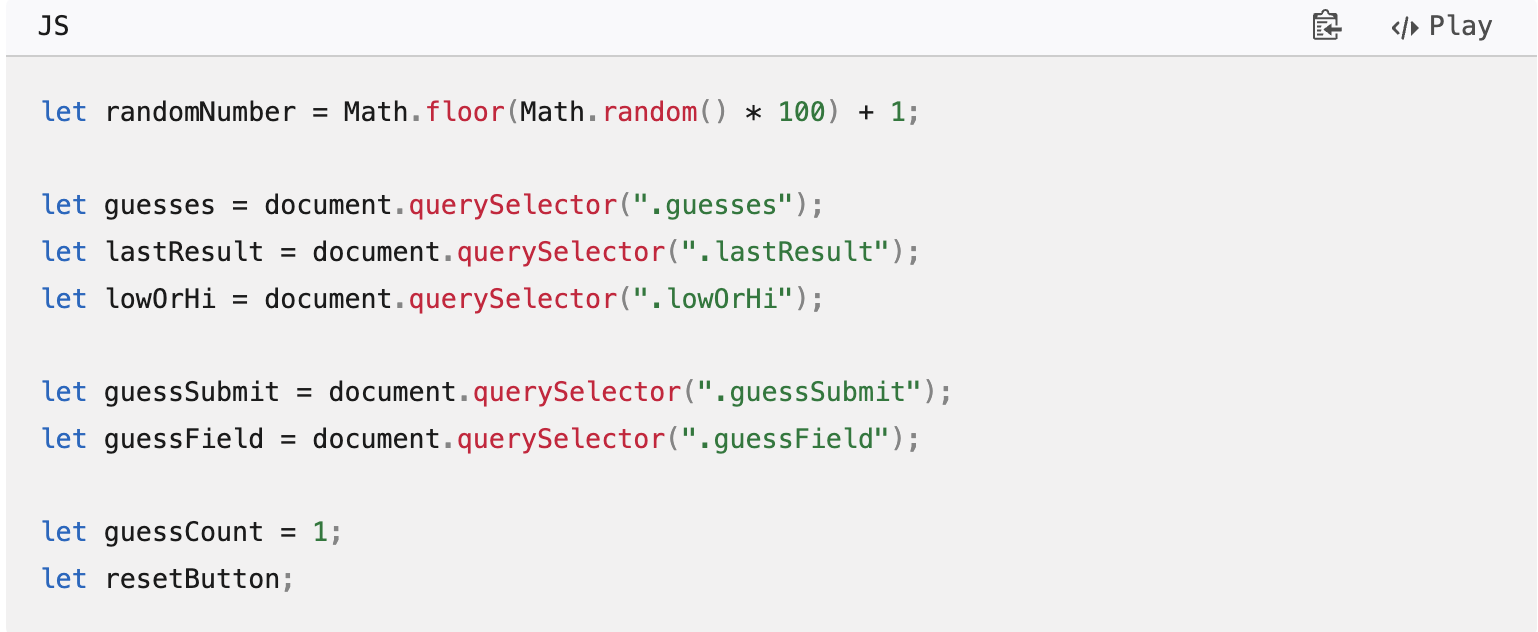 JS
Play
let randomNumber = Math.floor(Math.random() * 100) + 1;
let guesses = document.querySelector(".guesses");
let lastResult = document.querySelector(".lastResult");
let lowOrHi = document.querySelector(".lowOrHi");
let guessSubmit = document.querySelector(".guessSubmit");
let guessField = document.querySelector(".guessField");
let guessCount = 1;
let resetButton;